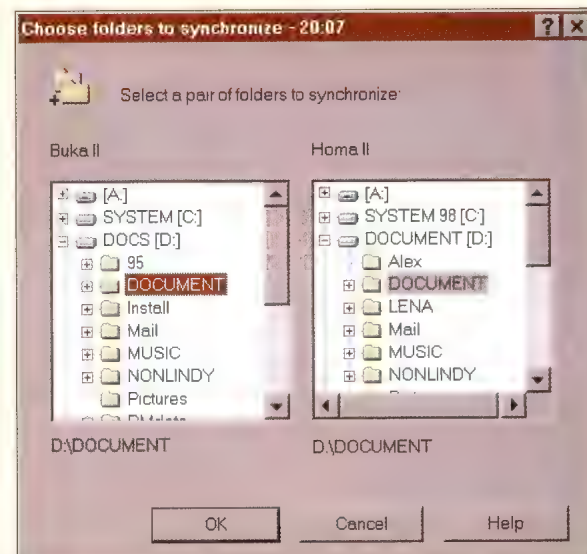 Choose folders to synchronize - 20:07
Select a pair of folders to synchronize:
Buka II
[A:]
SYSTEM [C:]
DOCS [D:]
95
DOCUMENT
Install
Mail
MUSIC
NONLINDY
Pictures
D:\DOCUMENT
Homa II
[A:]
SYSTEM 98 [C:]
DOCUMENT [D:]
Alex
DOCUMENT
LENA
Mail
MUSIC
NONLINDY
D:\DOCUMENT
OK
Cancel
Help